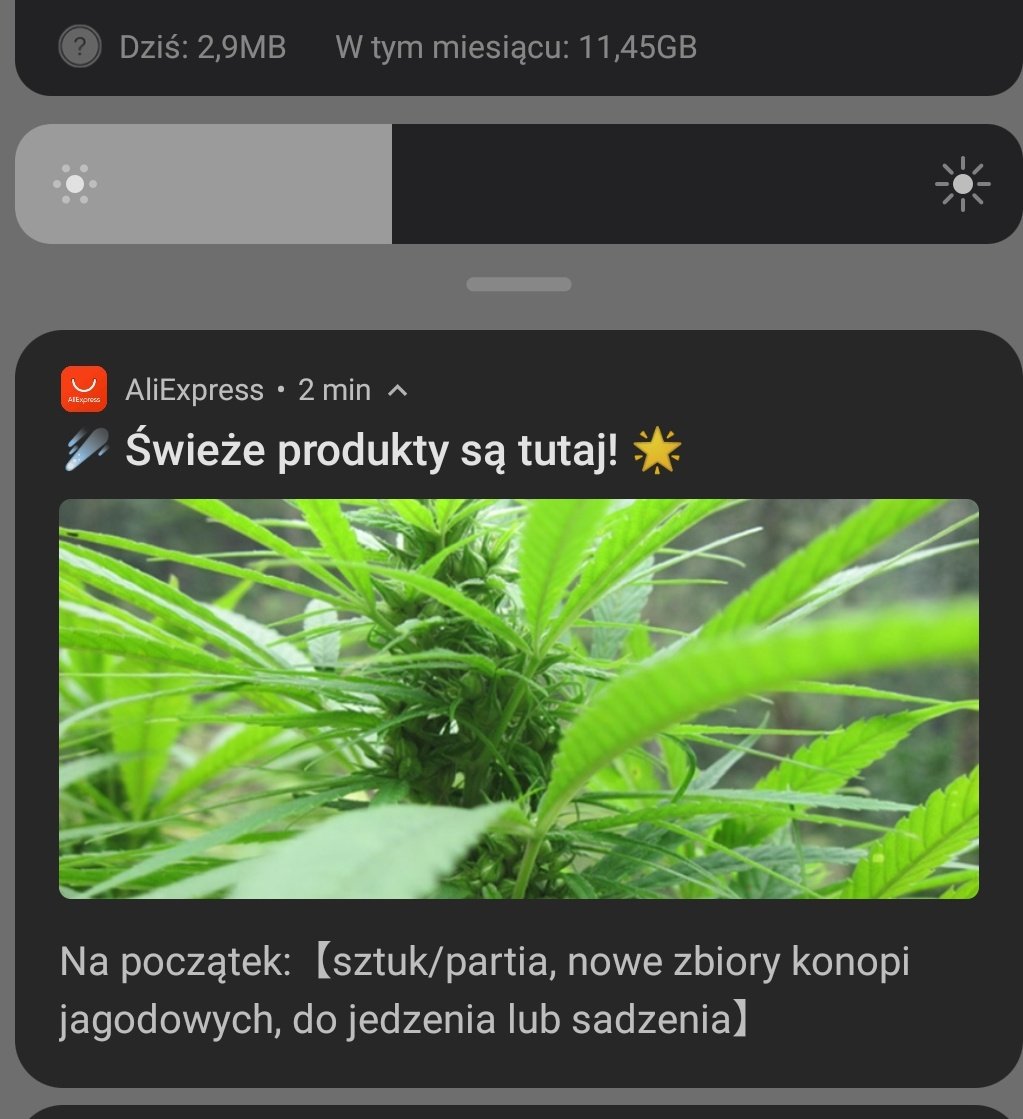 Dziś: 2,9MB W tym miesiącu: 11,45GB
AliExpress • 2 min
Świeże produkty są tutaj!
Na początek:【sztuk/partia, nowe zbiory konopi
jagodowych, do jedzenia lub sadzenia】